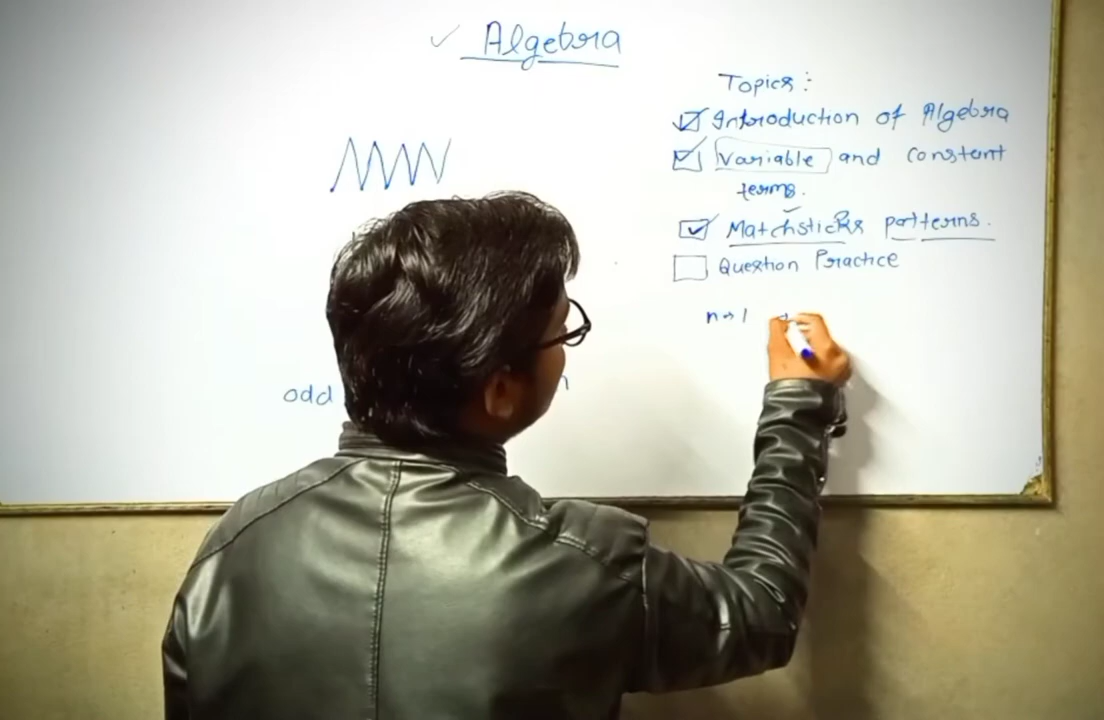 Algebra
Topics:
Introduction of Algebra
Variable and constant
terms.
Matchsticks patterns.
Question Practice
n → 1
odd